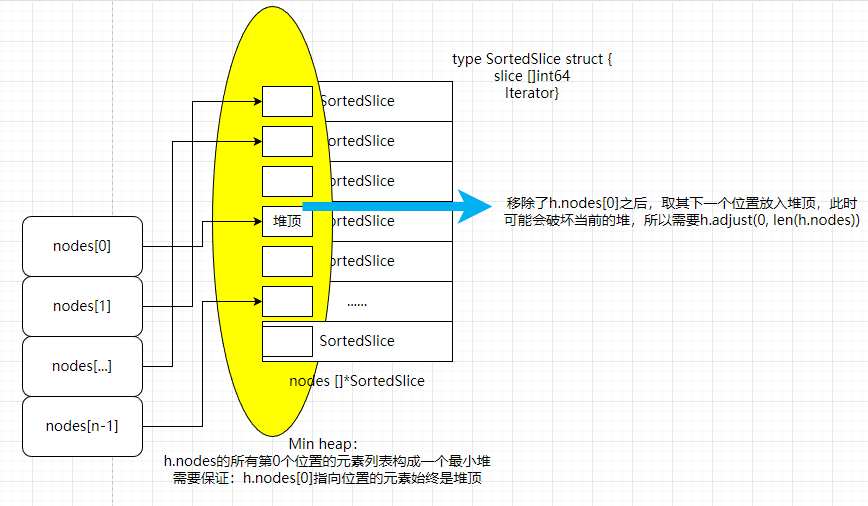 type SortedSlice struct {
slice []int64
Iterator}
SortedSlice
ortedSlice
ortedSlice
堆顶
ortedSlice
移除了h.nodes[0]之后，取其下一个位置放入堆顶，此时
可能会破坏当前的堆，所以需要h.adjust(0, len(h.nodes))
nodes[0]
ortedSlice
nodes[1]
......
SortedSlice
nodes[...]
nodes []*SortedSlice
nodes[n-1]
Min heap：
h.nodes的所有第0个位置的元素列表构成一个最小堆
需要保证：h.nodes[0]指向位置的元素始终是堆顶